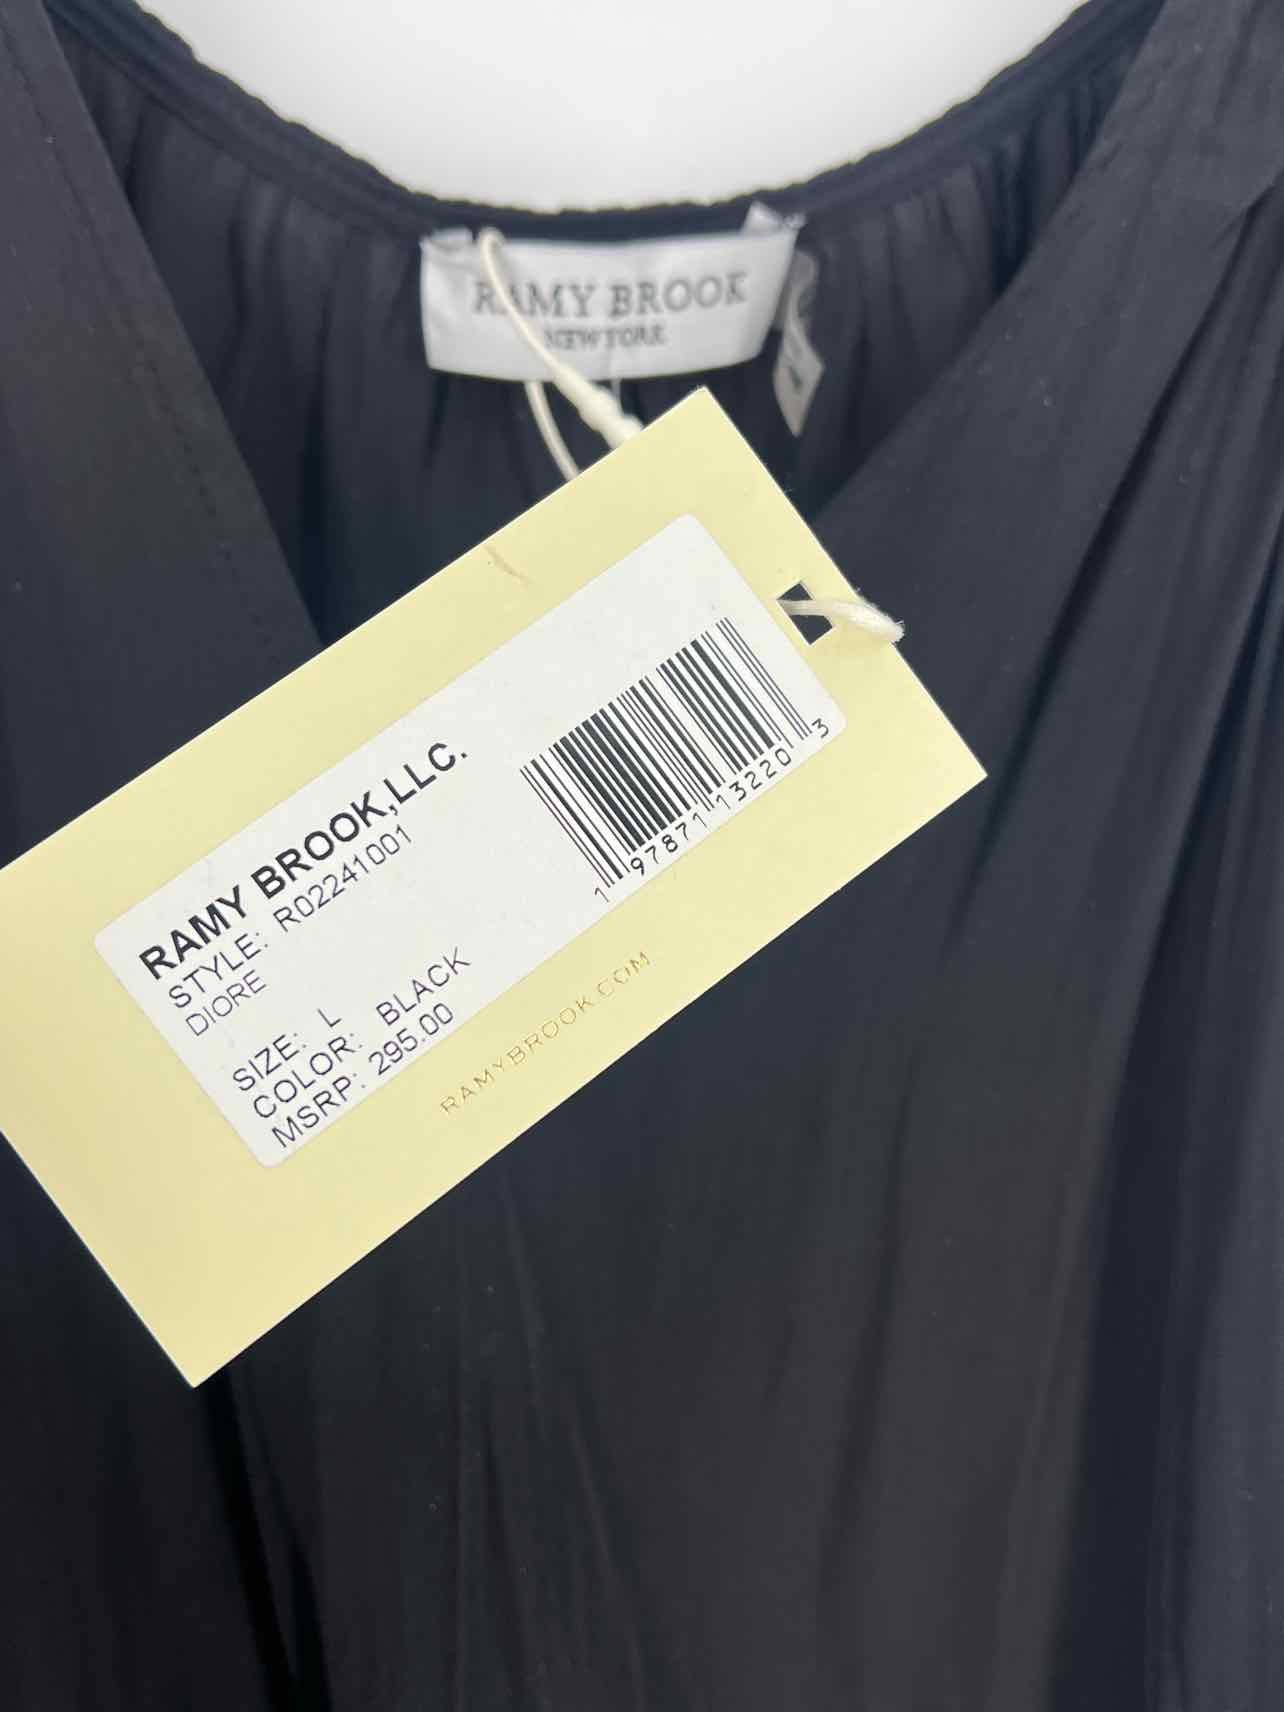 RAMY BROOK
NEW YORK
RAMY BROOK,LLC.
STYLE: R02241001
DIORE
SIZE: L
COLOR: BLACK
MSRP: 295.00
1 97871 13220 3
RAMYBROOK.COM